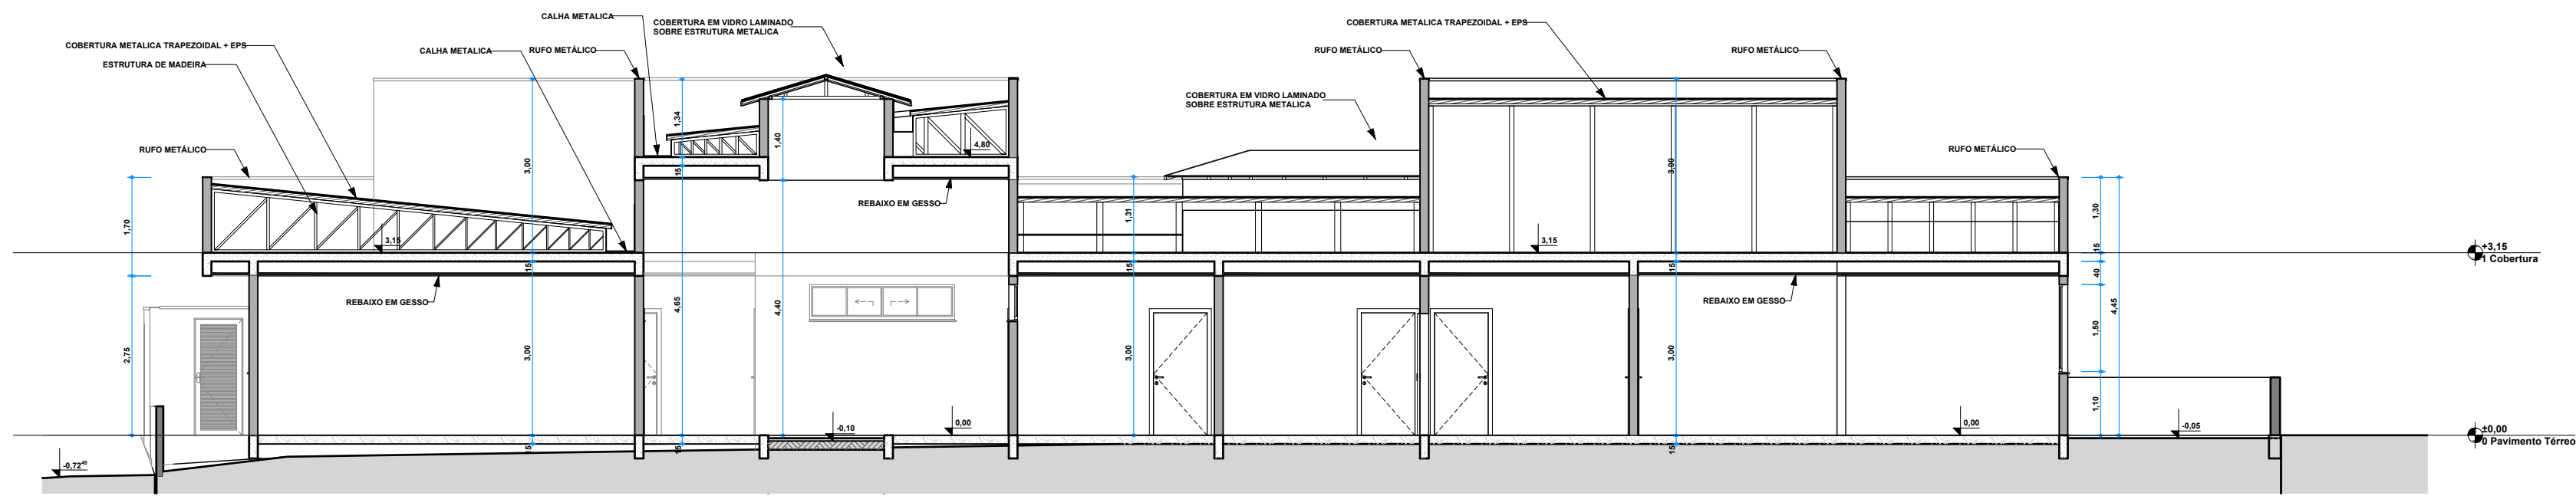 CALHA METALICA
COBERTURA EM VIDRO LAMINADO
SOBRE ESTRUTURA METALICA
COBERTURA METALICA TRAPEZOIDAL + EPS
COBERTURA METALICA TRAPEZOIDAL + EPS
CALHA METALICA
RUFO METÁLICO
RUFO METÁLICO
RUFO METÁLICO
ESTRUTURA DE MADEIRA
COBERTURA EM VIDRO LAMINADO
SOBRE ESTRUTURA METALICA
RUFO METÁLICO
RUFO METÁLICO
3,00
1,34
1,40
4,80
3,00
15
REBAIXO EM GESSO
1,70
1,31
1,30
3,15
3,15
15
+3,15
1 Cobertura
15
15
15
40
REBAIXO EM GESSO
REBAIXO EM GESSO
4,65
4,40
4,45
2,75
3,00
3,00
3,00
1,50
1,10
-0,10
0,00
0,00
-0,05
±0,00
0 Pavimento Térreo
15
15
15
-0,72⁴⁵